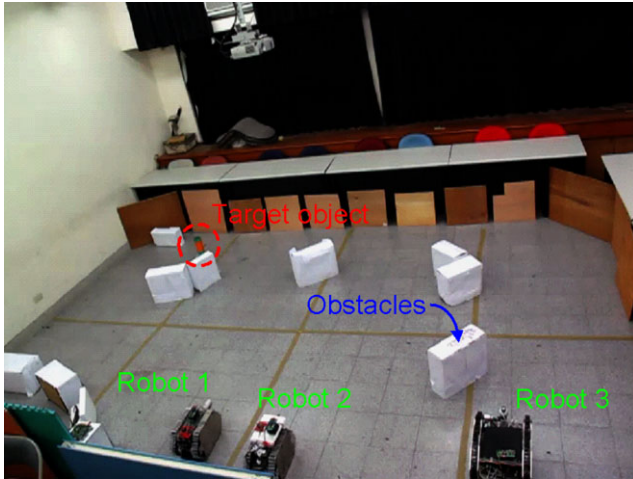 Target object
Obstacles
Robot 1
Robot 2
Robot 3